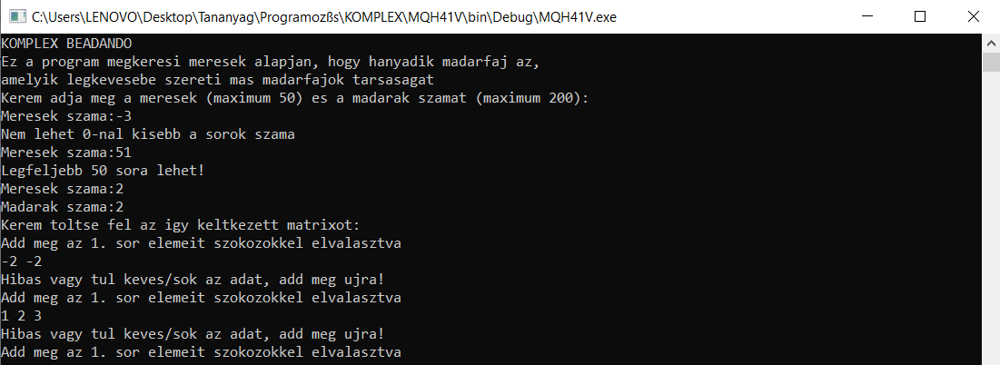 C:\Users\LENOVO\Desktop\Tananyag\Programozßs\KOMPLEX\MQH41V\bin\Debug\MQH41V.exe
KOMPLEX BEADANDO
Ez a program megkeresi meresek alapjan, hogy hanyadik madarfaj az,
amelyik legkevesebe szereti mas madarfajok tarsasagat
Kerem adja meg a meresek (maximum 50) es a madarak szamat (maximum 200):
Meresek szama:-3
Nem lehet 0-nal kisebb a sorok szama
Meresek szama:51
Legfeljebb 50 sora lehet!
Meresek szama:2
Madarak szama:2
Kerem toltse fel az igy keltkezett matrixot:
Add meg az 1. sor elemeit szokozokkel elvalasztva
-2 -2
Hibas vagy tul keves/sok az adat, add meg ujra!
Add meg az 1. sor elemeit szokozokkel elvalasztva
1 2 3
Hibas vagy tul keves/sok az adat, add meg ujra!
Add meg az 1. sor elemeit szokozokkel elvalasztva